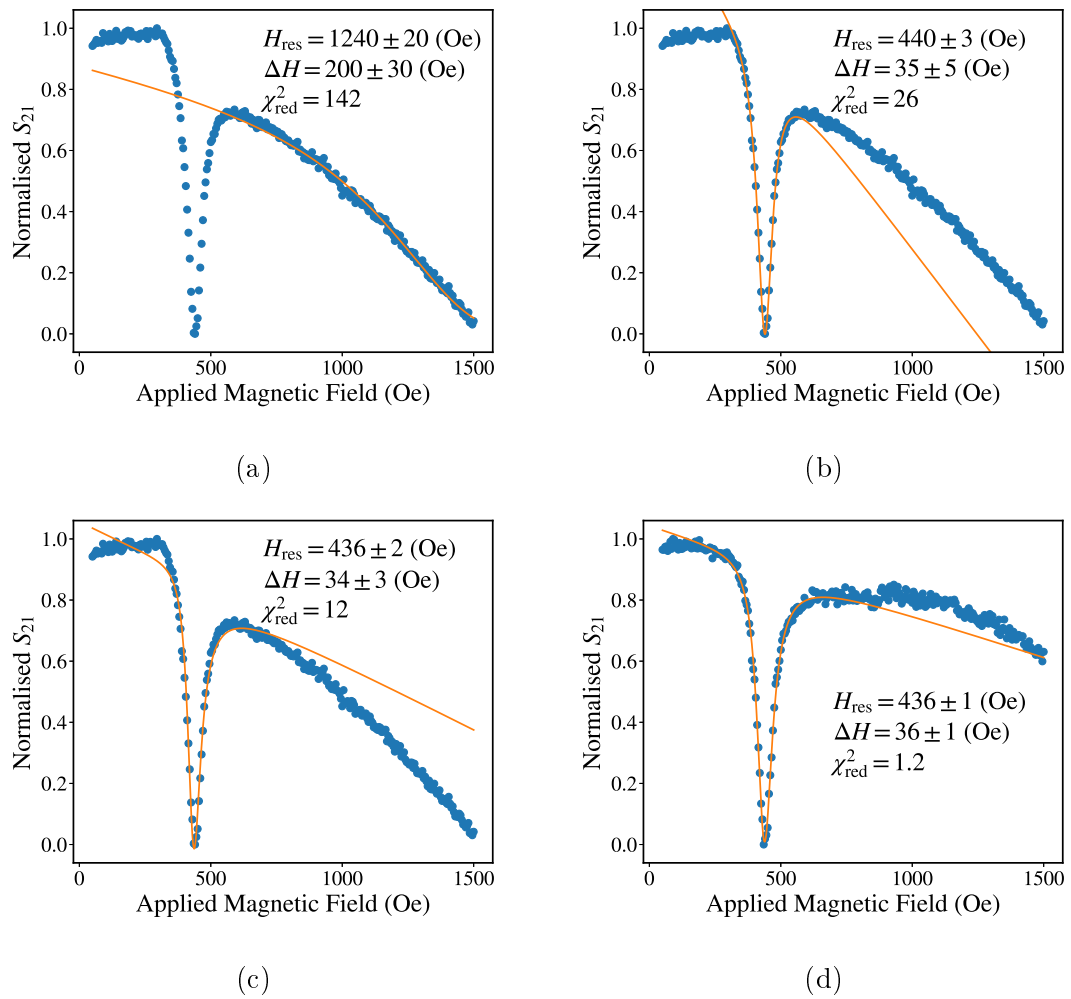 H_res = 1240 ± 20 (Oe)
ΔH = 200 ± 30 (Oe)
χ²_red = 142
Normalised S₂₁
1.0
0.8
0.6
0.4
0.2
0.0
0 500 1000 1500
Applied Magnetic Field (Oe)
(a)
H_res = 440 ± 3 (Oe)
ΔH = 35 ± 5 (Oe)
χ²_red = 26
Normalised S₂₁
1.0
0.8
0.6
0.4
0.2
0.0
0 500 1000 1500
Applied Magnetic Field (Oe)
(b)
H_res = 436 ± 2 (Oe)
ΔH = 34 ± 3 (Oe)
χ²_red = 12
Normalised S₂₁
1.0
0.8
0.6
0.4
0.2
0.0
0 500 1000 1500
Applied Magnetic Field (Oe)
(c)
H_res = 436 ± 1 (Oe)
ΔH = 36 ± 1 (Oe)
χ²_red = 1.2
Normalised S₂₁
1.0
0.8
0.6
0.4
0.2
0.0
0 500 1000 1500
Applied Magnetic Field (Oe)
(d)